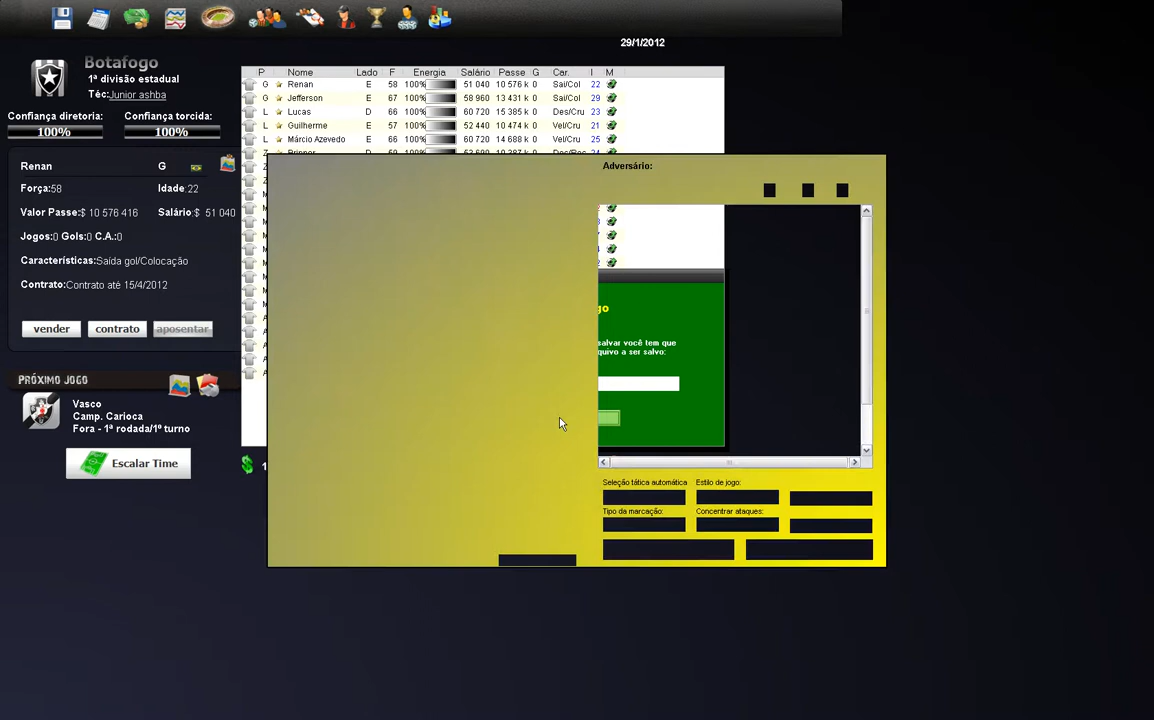 29/1/2012
Botafogo
1ª divisão estadual
Téc:Junior ashba
Confiança diretoria: Confiança torcida:
100% 100%
Renan G
Força:58 Idade:22
Valor Passe:$ 10 576 416 Salário:$ 51 040
Jogos:0 Gols:0 C.A.:0
Características:Saída gol/Colocação
Contrato:Contrato até 15/4/2012
vender contrato aposentar
PRÓXIMO JOGO
Vasco
Camp. Carioca
Fora - 1ª rodada/1º turno
Escalar Time
P Nome Lado F Energia Salário Passe G Car. I M
G Renan E 58 100% 51 040 10 576 k 0 Sai/Col 22
G Jefferson E 67 100% 58 960 13 431 k 0 Sai/Col 29
L Lucas D 66 100% 60 720 15 385 k 0 Des/Cru 23
L Guilherme E 57 100% 52 440 10 474 k 0 Vel/Cru 21
L Márcio Azevedo E 66 100% 60 720 14 688 k 0 Vel/Cru 25
Adversário:
go
salvar você tem que
quivo a ser salvo:
Seleção tática automática Estilo de jogo:
Tipo da marcação: Concentrar ataques: